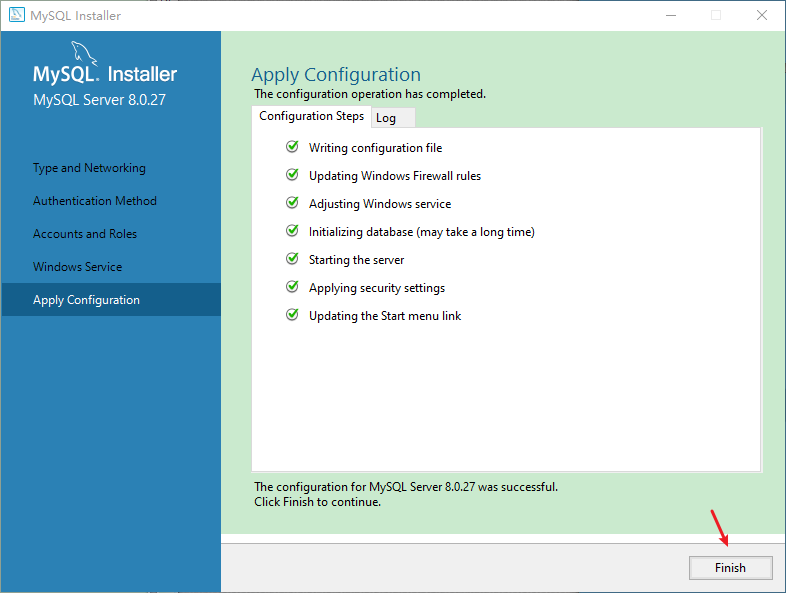 MySQL Installer
MySQL. Installer
MySQL Server 8.0.27
Type and Networking
Authentication Method
Accounts and Roles
Windows Service
Apply Configuration
Apply Configuration
The configuration operation has completed.
Configuration Steps Log
Writing configuration file
Updating Windows Firewall rules
Adjusting Windows service
Initializing database (may take a long time)
Starting the server
Applying security settings
Updating the Start menu link
The configuration for MySQL Server 8.0.27 was successful.
Click Finish to continue.
Finish